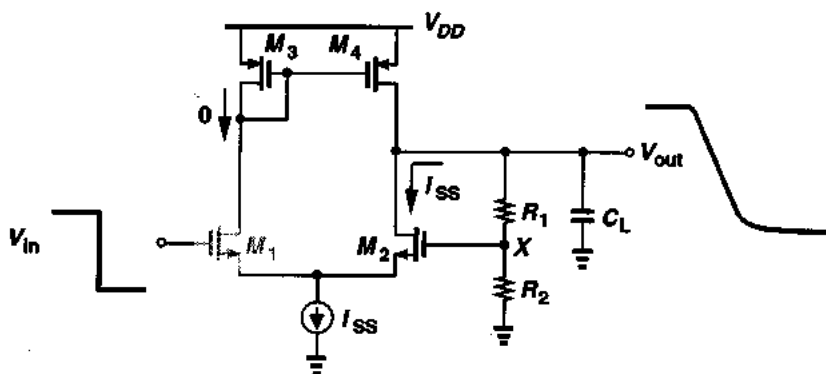 V_DD
M_3
M_4
0
V_out
I_SS
R_1
C_L
V_in
M_1
M_2
X
R_2
I_SS